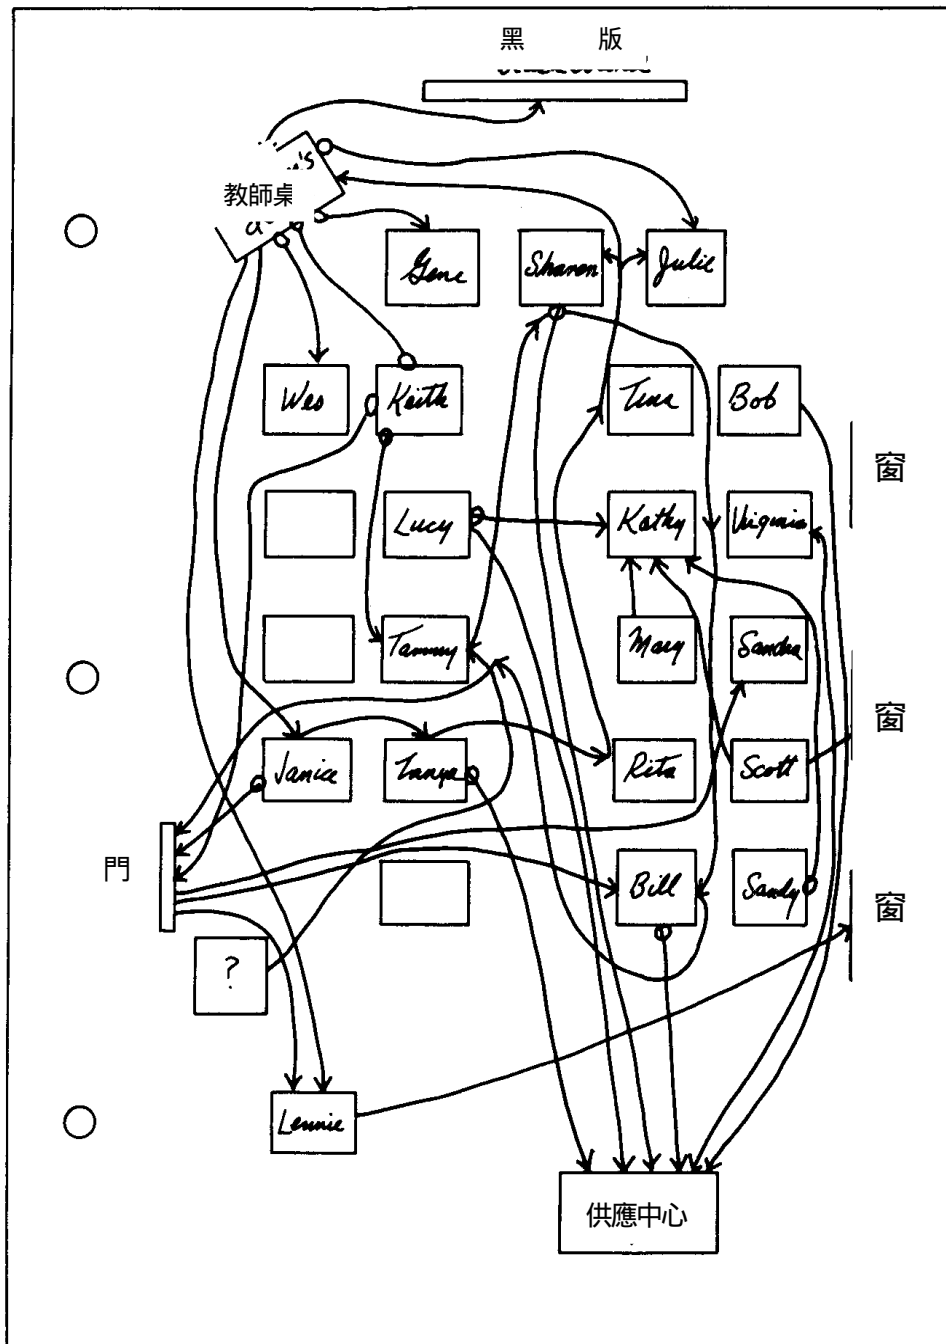 黑 版
教師桌
Gene
Sharon
Julie
Wes
Keith
Tina
Bob
窗
Lucy
Kathy
Virginia
Tammy
Mary
Sandra
窗
Janice
Tanya
Rita
Scott
門
Bill
Sandy
窗
?
Lennie
供應中心